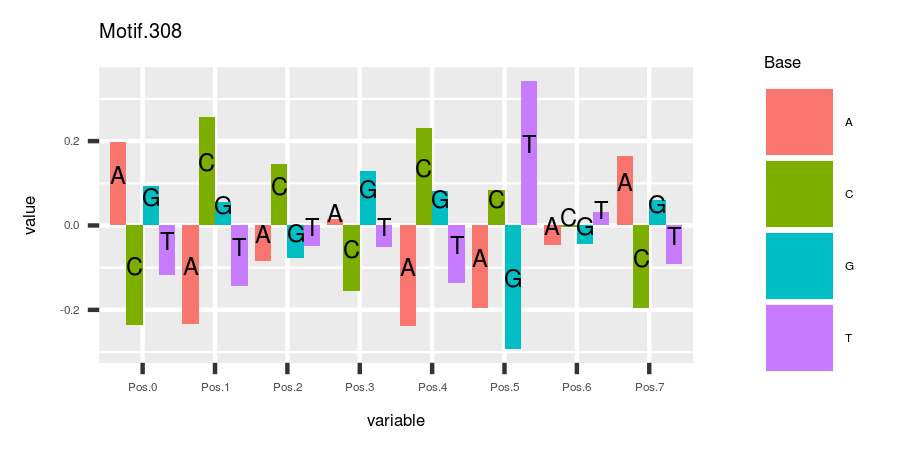 Motif.308
value
0.2
0.0
-0.2
A C G T
A C G T
A C G T
A C G T
A C G T
A C G T
A C G T
A C G T
Pos.0 Pos.1 Pos.2 Pos.3 Pos.4 Pos.5 Pos.6 Pos.7
variable
Base
A
C
G
T